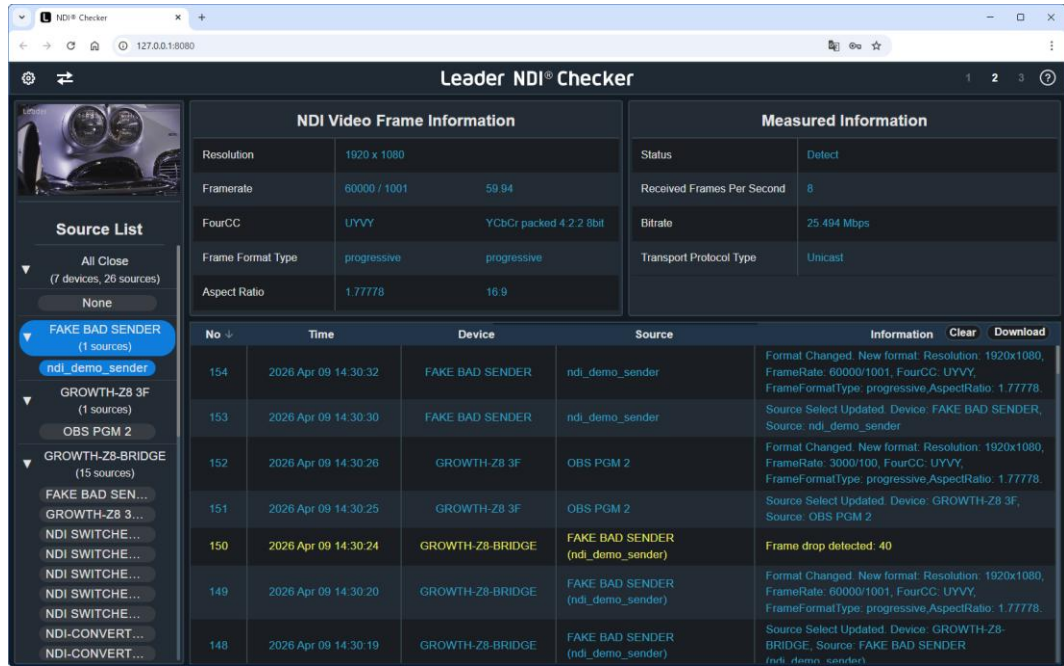 NDI® Checker
127.0.0.1:8080
Leader NDI® Checker
1 2 3
Leader
Source List
All Close
(7 devices, 26 sources)
None
FAKE BAD SENDER
(1 sources)
ndi_demo_sender
GROWTH-Z8 3F
(1 sources)
OBS PGM 2
GROWTH-Z8-BRIDGE
(15 sources)
FAKE BAD SEN...
GROWTH-Z8 3...
NDI SWITCHE...
NDI SWITCHE...
NDI SWITCHE...
NDI SWITCHE...
NDI SWITCHE...
NDI-CONVERT...
NDI-CONVERT...
NDI Video Frame Information
Resolution 1920 x 1080
Framerate 60000 / 1001 59.94
FourCC UYVY YCbCr packed 4:2:2 8bit
Frame Format Type progressive progressive
Aspect Ratio 1.77778 16:9
Measured Information
Status Detect
Received Frames Per Second 8
Bitrate 25.494 Mbps
Transport Protocol Type Unicast
No ↓ Time Device Source Information Clear Download
154 2026 Apr 09 14:30:32 FAKE BAD SENDER ndi_demo_sender
Format Changed. New format: Resolution: 1920x1080,
FrameRate: 60000/1001, FourCC: UYVY,
FrameFormatType: progressive,AspectRatio: 1.77778.
153 2026 Apr 09 14:30:30 FAKE BAD SENDER ndi_demo_sender
Source Select Updated. Device: FAKE BAD SENDER,
Source: ndi_demo_sender
152 2026 Apr 09 14:30:26 GROWTH-Z8 3F OBS PGM 2
Format Changed. New format: Resolution: 1920x1080,
FrameRate: 3000/100, FourCC: UYVY,
FrameFormatType: progressive,AspectRatio: 1.77778.
151 2026 Apr 09 14:30:25 GROWTH-Z8 3F OBS PGM 2
Source Select Updated. Device: GROWTH-Z8 3F,
Source: OBS PGM 2
150 2026 Apr 09 14:30:24 GROWTH-Z8-BRIDGE
FAKE BAD SENDER
(ndi_demo_sender)
Frame drop detected: 40
149 2026 Apr 09 14:30:20 GROWTH-Z8-BRIDGE
FAKE BAD SENDER
(ndi_demo_sender)
Format Changed. New format: Resolution: 1920x1080,
FrameRate: 60000/1001, FourCC: UYVY,
FrameFormatType: progressive,AspectRatio: 1.77778.
148 2026 Apr 09 14:30:19 GROWTH-Z8-BRIDGE
FAKE BAD SENDER
(ndi_demo_sender)
Source Select Updated. Device: GROWTH-Z8-
BRIDGE, Source: FAKE BAD SENDER
(ndi_demo_sender)